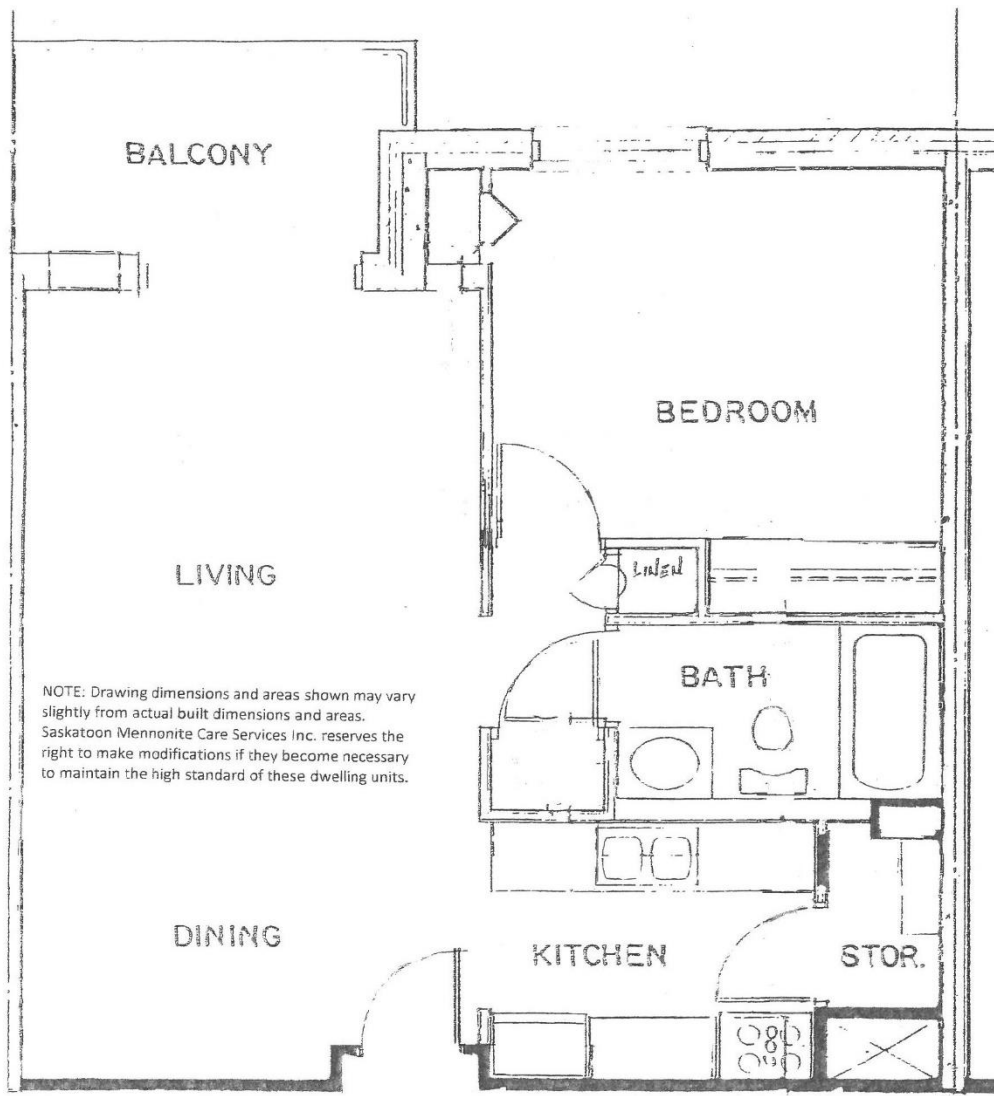 BALCONY
BEDROOM
LIVING
LINEN
BATH
NOTE: Drawing dimensions and areas shown may vary
slightly from actual built dimensions and areas.
Saskatoon Mennonite Care Services Inc. reserves the
right to make modifications if they become necessary
to maintain the high standard of these dwelling units.
DINING
KITCHEN
STOR.